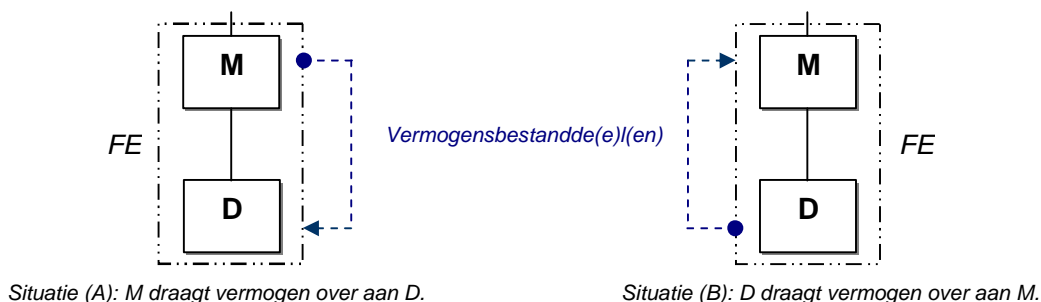 M
M
FE
Vermogensbestandde(e)l(en)
FE
D
D
Situatie (A): M draagt vermogen over aan D.
Situatie (B): D draagt vermogen over aan M.